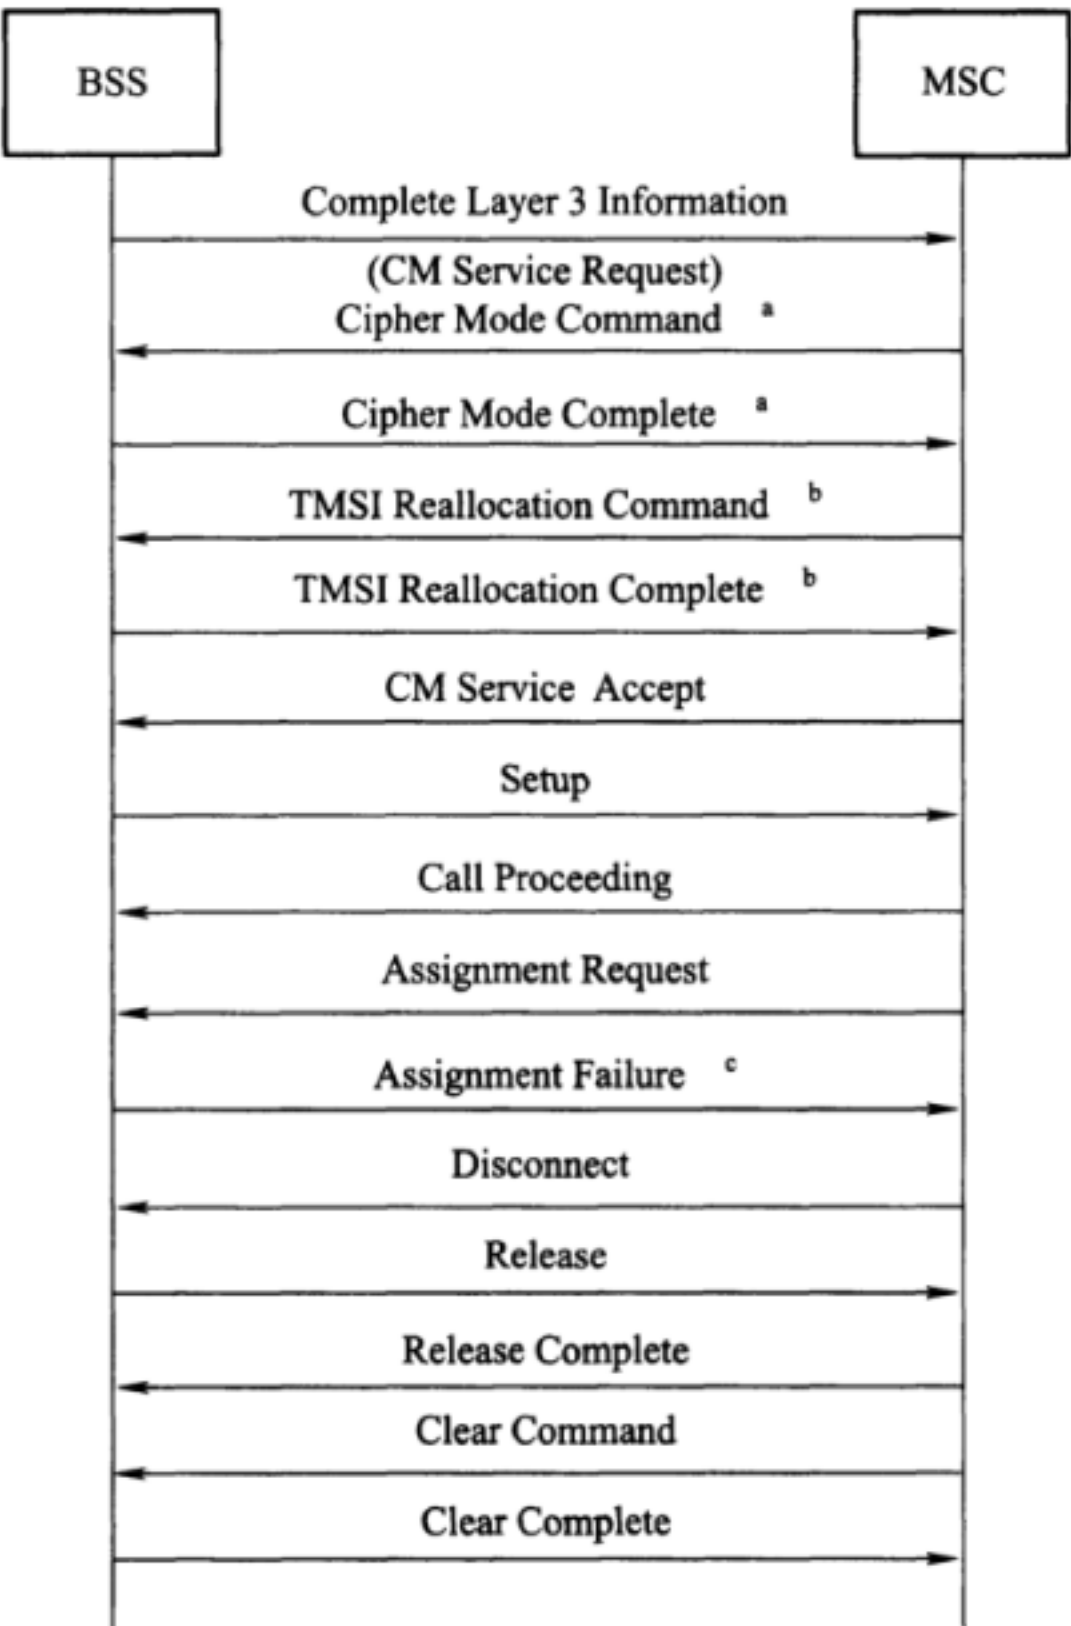 BSS
MSC
Complete Layer 3 Information
(CM Service Request)
Cipher Mode Command a
Cipher Mode Complete a
TMSI Reallocation Command b
TMSI Reallocation Complete b
CM Service Accept
Setup
Call Proceeding
Assignment Request
Assignment Failure c
Disconnect
Release
Release Complete
Clear Command
Clear Complete